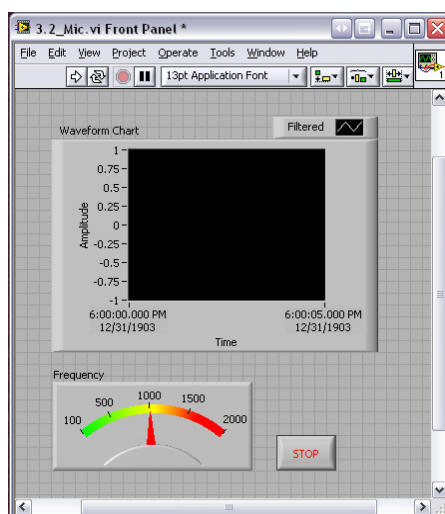 3.2_Mic.vi Front Panel *
File Edit View Project Operate Tools Window Help
13pt Application Font
1
Waveform Chart
Filtered
1
0.75
0.5
0.25
0
-0.25
-0.5
-0.75
-1
Amplitude
6:00:00.000 PM 6:00:05.000 PM
12/31/1903 12/31/1903
Time
Frequency
100 500 1000 1500 2000
STOP